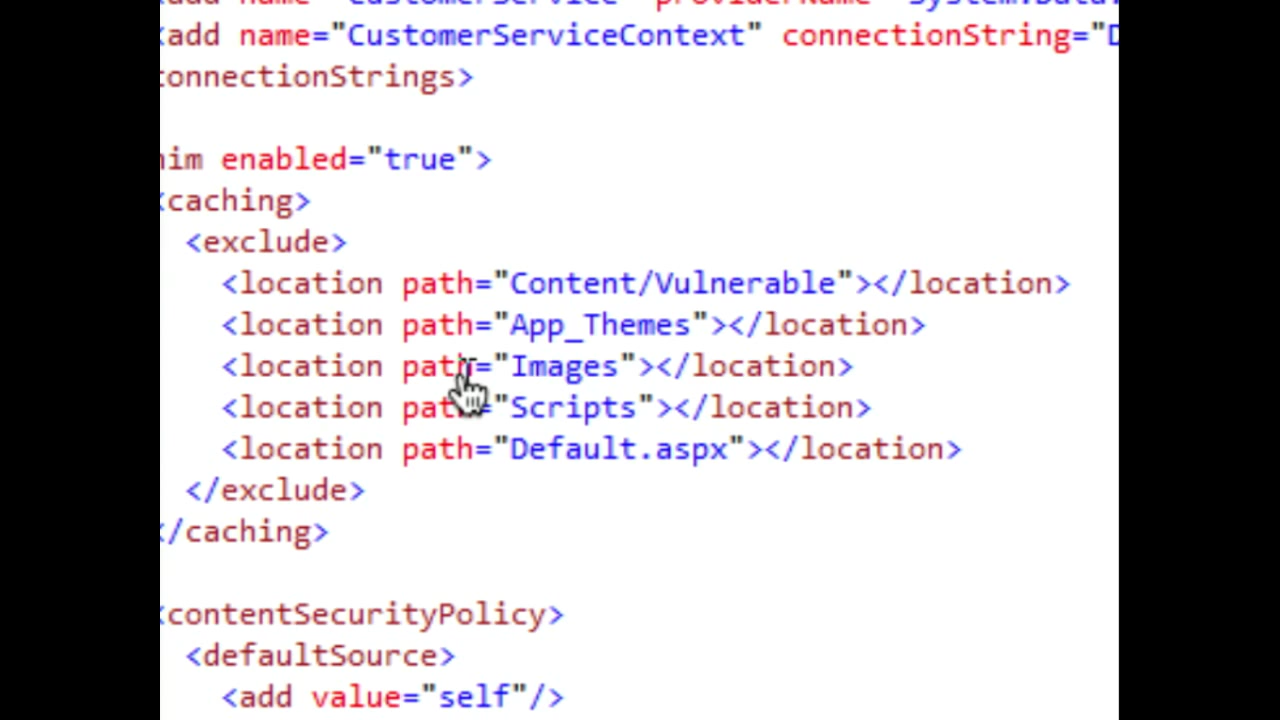 add name="CustomerServiceContext" connectionString="D
onnectionStrings>
im enabled="true">
<caching>
<exclude>
<location path="Content/Vulnerable"></location>
<location path="App_Themes"></location>
<location path="Images"></location>
<location path="Scripts"></location>
<location path="Default.aspx"></location>
</exclude>
</caching>
<contentSecurityPolicy>
<defaultSource>
<add value="self"/>